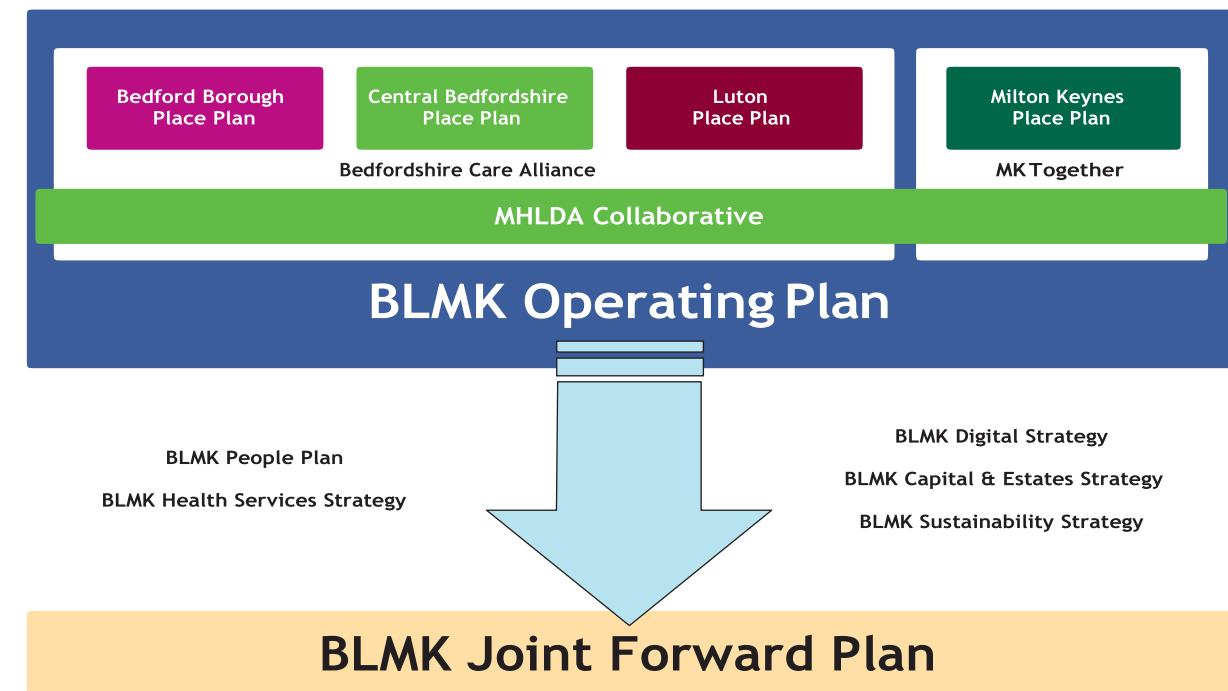 Bedford Borough
Place Plan
Central Bedfordshire
Place Plan
Luton
Place Plan
Milton Keynes
Place Plan
Bedfordshire Care Alliance
MK Together
MHLDA Collaborative
BLMK Operating Plan
BLMK People Plan
BLMK Health Services Strategy
BLMK Digital Strategy
BLMK Capital & Estates Strategy
BLMK Sustainability Strategy
BLMK Joint Forward Plan